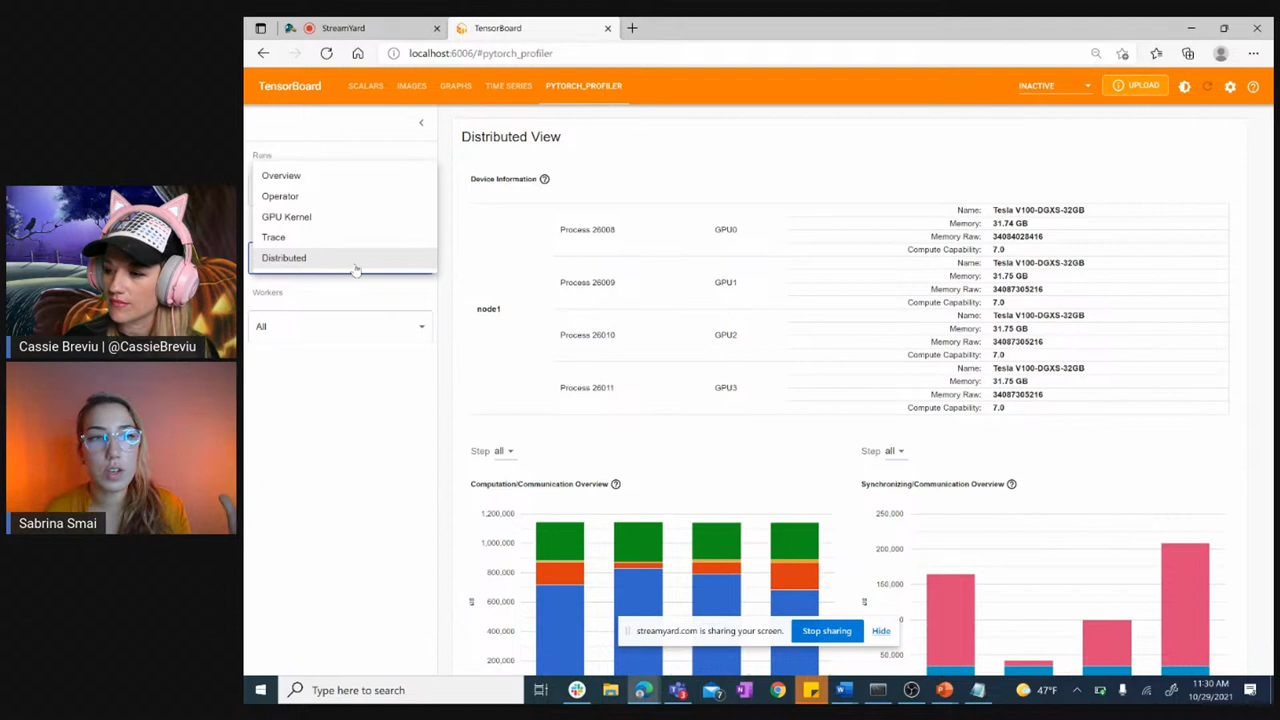 StreamYard
TensorBoard
localhost:6006/#pytorch_profiler
TensorBoard
SCALARS
IMAGES
GRAPHS
TIME SERIES
PYTORCH_PROFILER
INACTIVE
UPLOAD
Runs
Overview
Operator
GPU Kernel
Trace
Distributed
Workers
All
Distributed View
Device Information
node1
Process 26008
GPU0
Name: Tesla V100-DGXS-32GB
Memory: 31.74 GB
Memory Raw: 34084028416
Compute Capability: 7.0
Process 26009
GPU1
Name: Tesla V100-DGXS-32GB
Memory: 31.75 GB
Memory Raw: 34087305216
Compute Capability: 7.0
Process 26010
GPU2
Name: Tesla V100-DGXS-32GB
Memory: 31.75 GB
Memory Raw: 34087305216
Compute Capability: 7.0
Process 26011
GPU3
Name: Tesla V100-DGXS-32GB
Memory: 31.75 GB
Memory Raw: 34087305216
Compute Capability: 7.0
Step all
Computation/Communication Overview
1,200,000
1,000,000
800,000
600,000
400,000
200,000
Step all
Synchronizing/Communication Overview
250,000
200,000
150,000
50,000
streamyard.com is sharing your screen.
Stop sharing
Hide
Cassie Breviu | @CassieBreviu
Sabrina Smai
Type here to search
47°F
11:30 AM
10/29/2021